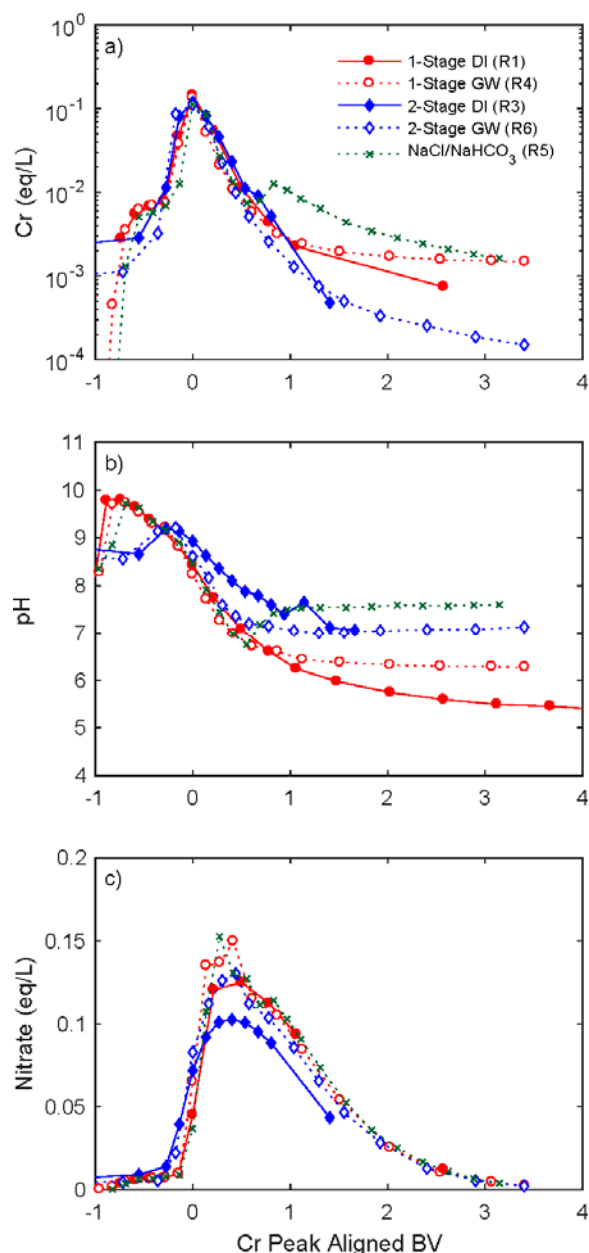 a)
10^0
10^-1
10^-2
10^-3
10^-4
Cr (eq/L)
1-Stage DI (R1)
1-Stage GW (R4)
2-Stage DI (R3)
2-Stage GW (R6)
NaCl/NaHCO3 (R5)
-1 0 1 2 3 4
b)
11
10
9
8
7
6
5
4
pH
-1 0 1 2 3 4
c)
0.2
0.15
0.1
0.05
0
Nitrate (eq/L)
-1 0 1 2 3 4
Cr Peak Aligned BV